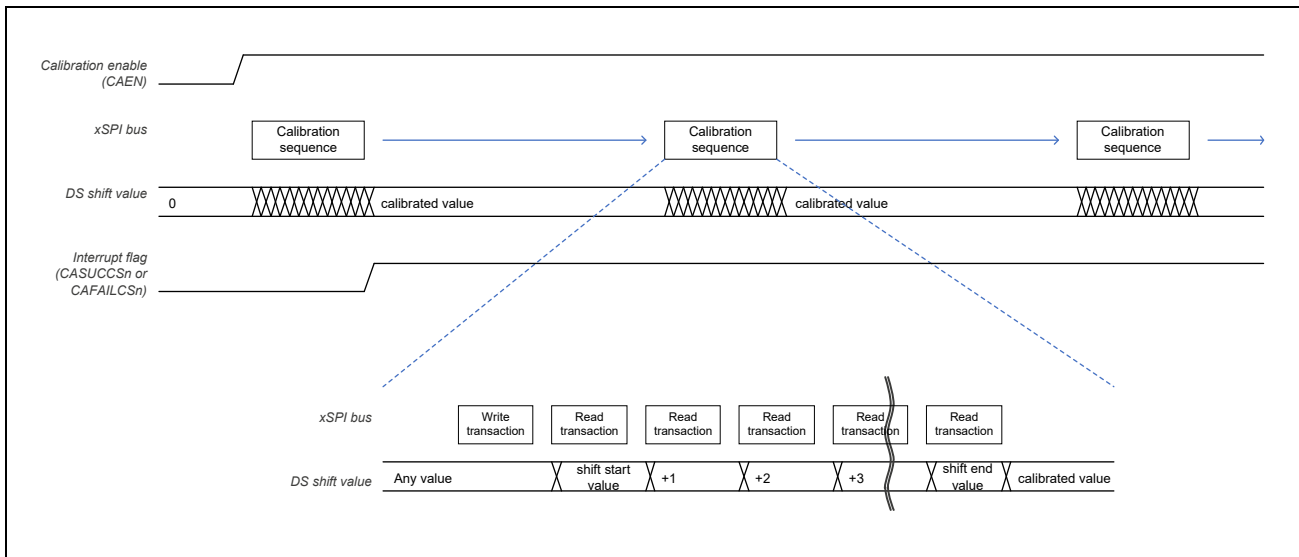 Calibration enable
(CAEN)
xSPI bus
Calibration
sequence
Calibration
sequence
Calibration
sequence
DS shift value
0
calibrated value
calibrated value
Interrupt flag
(CASUCCSn or
CAFAILCSn)
xSPI bus
Write
transaction
Read
transaction
Read
transaction
Read
transaction
Read
transaction
Read
transaction
DS shift value
Any value
shift start
value
+1
+2
+3
shift end
value
calibrated value